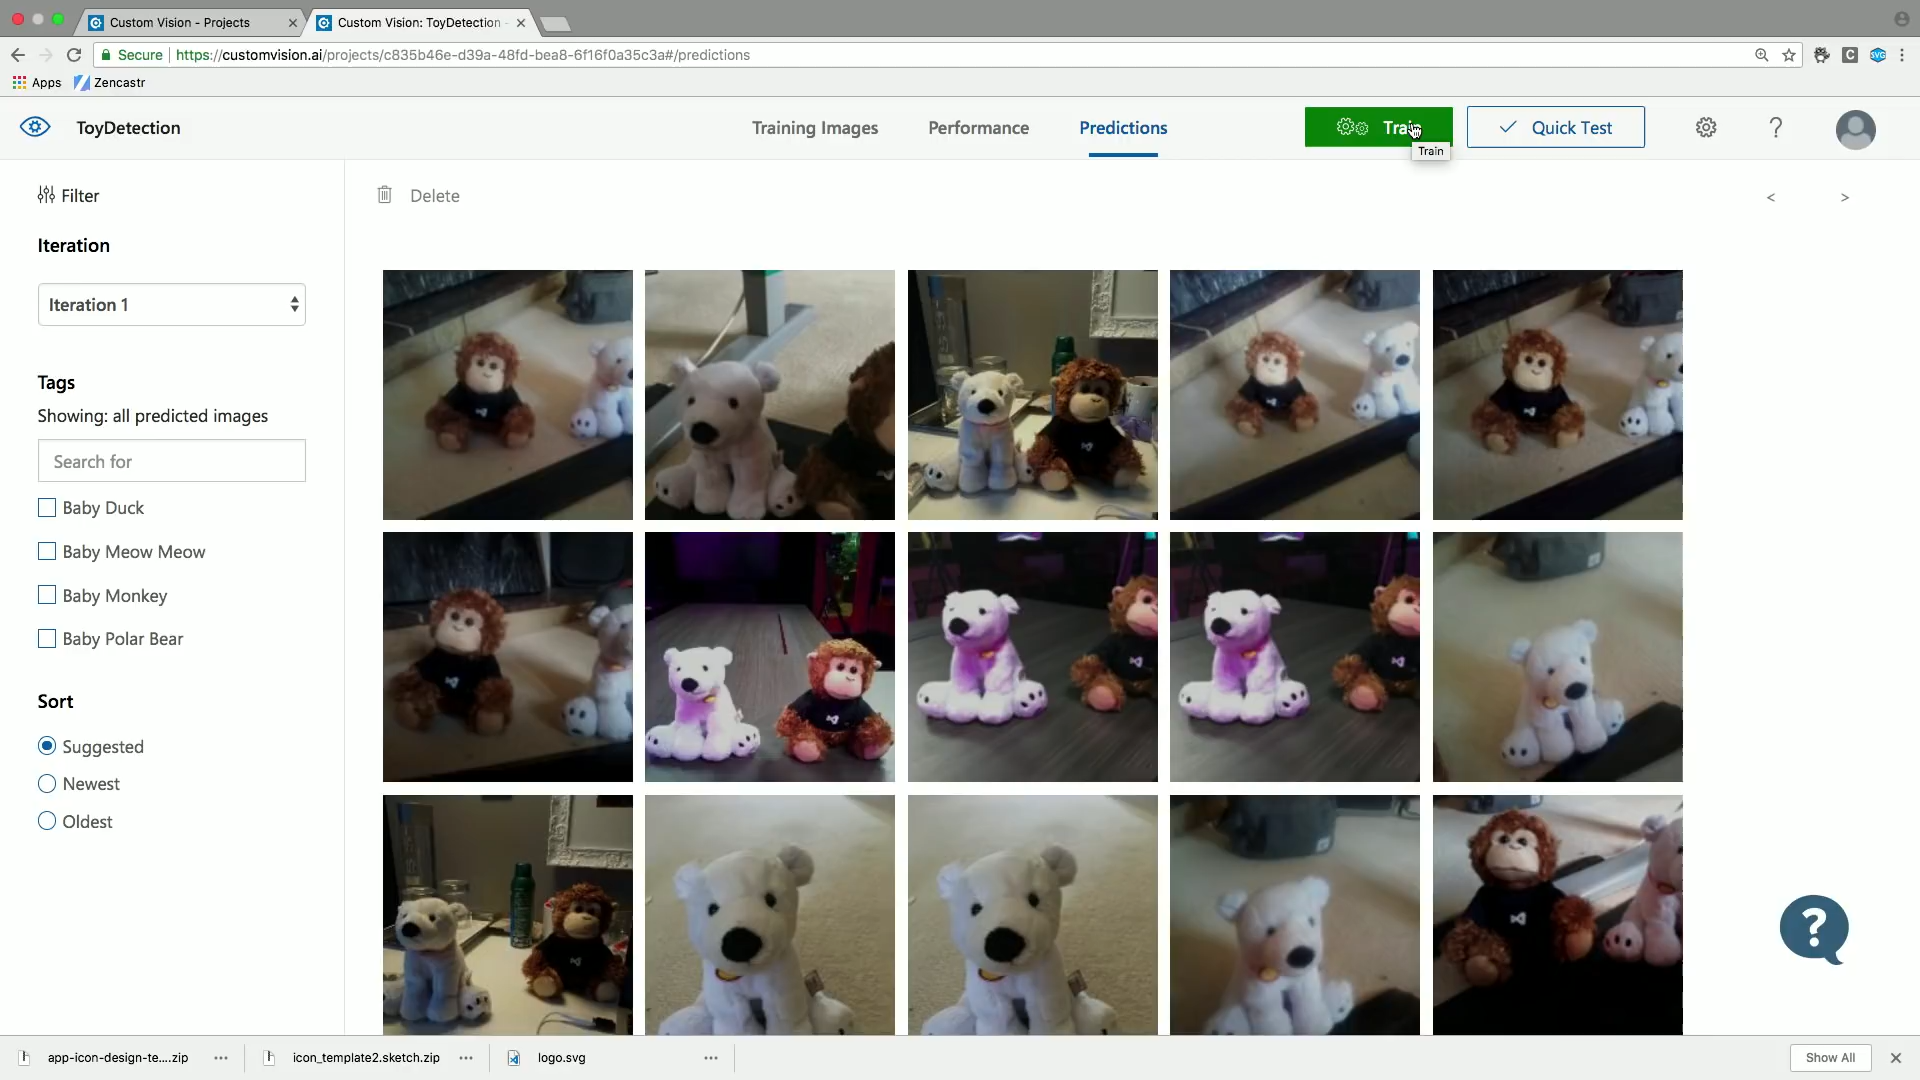 Custom Vision - Projects
Custom Vision: ToyDetection -
Secure https://customvision.ai/projects/c835b46e-d39a-48fd-bea8-6f16f0a35c3a#/predictions
C
SVG
Apps
Zencastr
ToyDetection
Training Images
Performance
Predictions
Train
Quick Test
?
Train
Filter
Delete
<
>
Iteration
Iteration 1
Tags
Showing: all predicted images
Search for
Baby Duck
Baby Meow Meow
Baby Monkey
Baby Polar Bear
Sort
Suggested
Newest
Oldest
?
app-icon-design-te....zip
icon_template2.sketch.zip
logo.svg
Show All